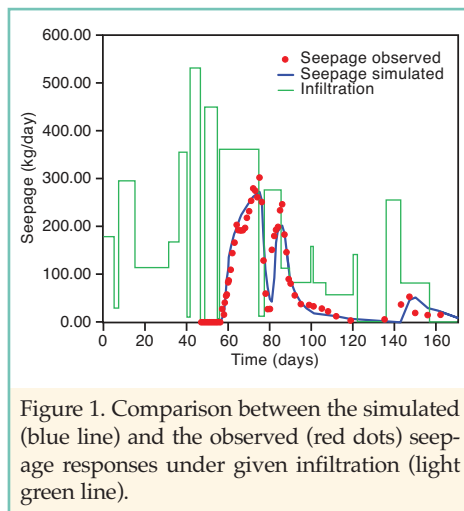 600.00
500.00
400.00
300.00
200.00
100.00
0.00
Seepage (kg/day)
Seepage observed
Seepage simulated
Infiltration
0 20 40 60 80 100 120 140 160
Time (days)
Figure 1. Comparison between the simulated
(blue line) and the observed (red dots) seep-
age responses under given infiltration (light
green line).